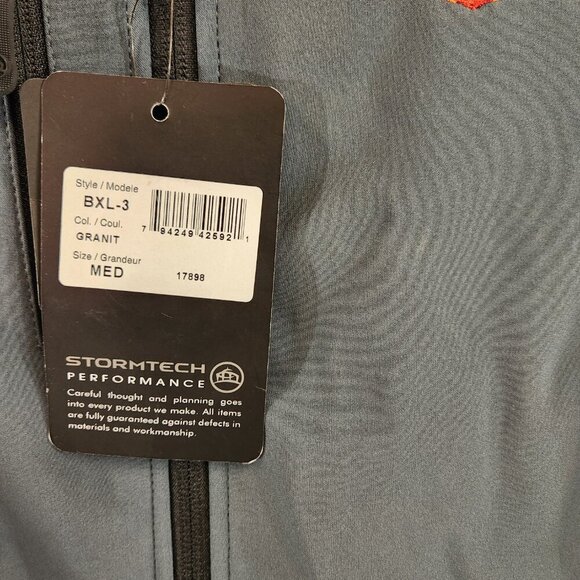 Style / Modele
BXL-3
Col. / Coul.
GRANIT
Size / Grandeur
MED
7 94249 42592 1
17898
STORMTECH
PERFORMANCE
Careful thought and planning goes
into every product we make. All items
are fully guaranteed against defects in
materials and workmanship.